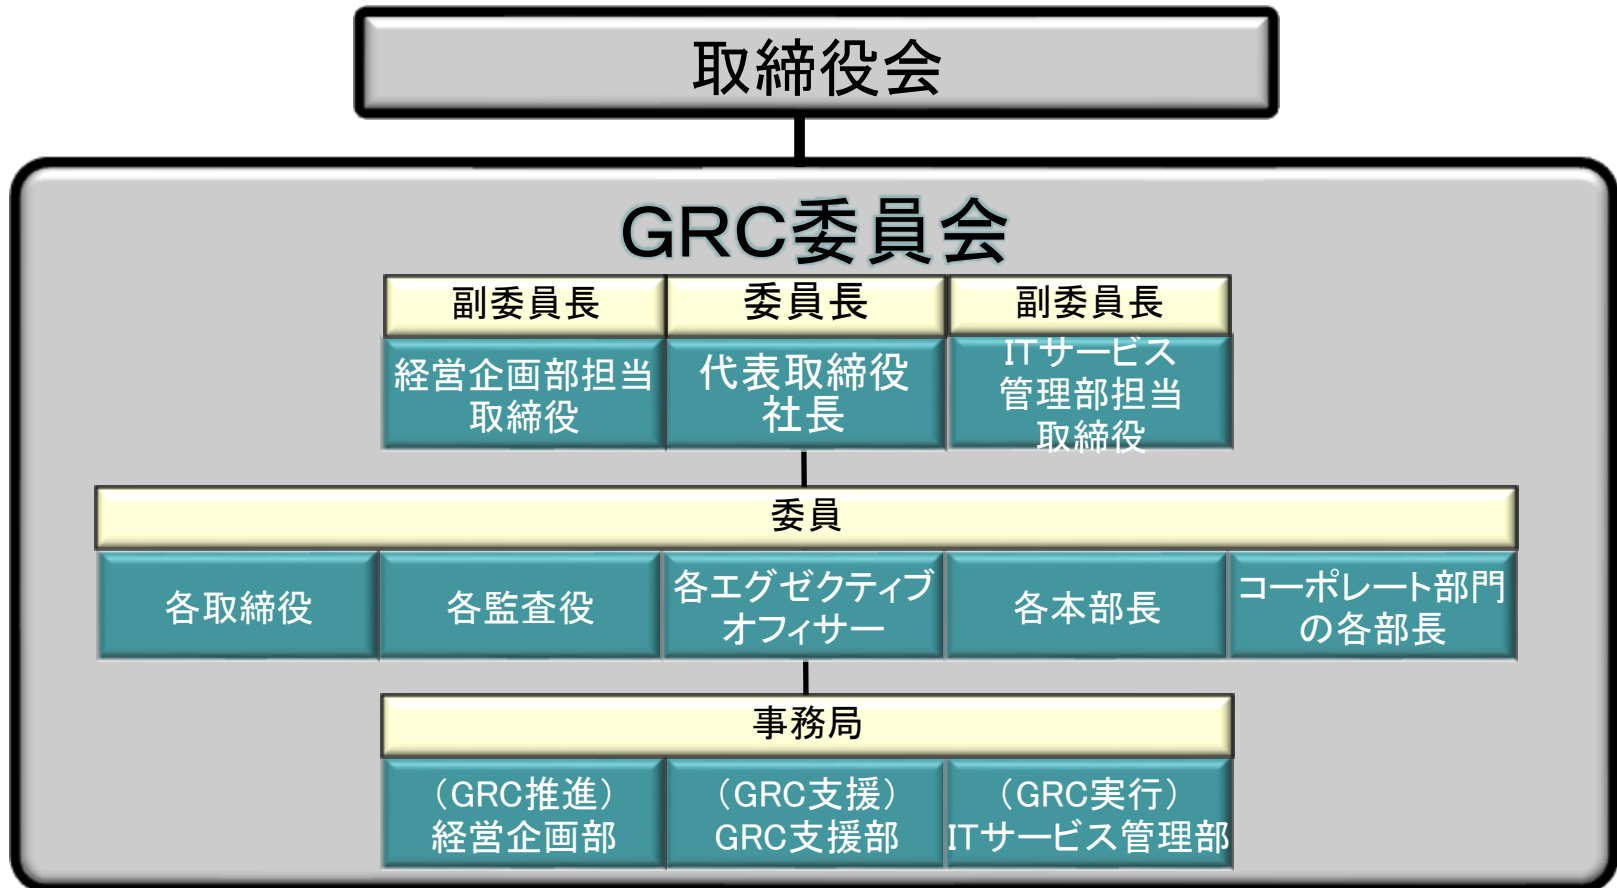 取締役会
GRC委員会
副委員長
経営企画部担当
取締役
委員長
代表取締役
社長
副委員長
ITサービス
管理部担当
取締役
委員
各取締役
各監査役
各エグゼクティブ
オフィサー
各本部長
コーポレート部門
の各部長
事務局
（GRC推進）
経営企画部
（GRC支援）
GRC支援部
（GRC実行）
ITサービス管理部